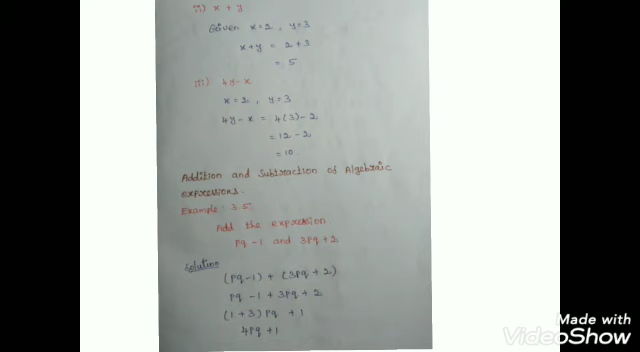 ii) x + y
Given x = 2, y = 3
x+y = 2+3
= 5
iii) 4y - x
x = 2, y = 3
4y - x = 4(3) - 2
= 12 - 2
= 10
Addition and Subtraction of Algebraic
expressions.
Example: 3.5
Add the expression
pq - 1 and 3pq + 2
Solution
(pq - 1) + (3pq + 2)
pq - 1 + 3pq + 2
(1 + 3) pq + 1
4pq + 1
Made with
VideoShow